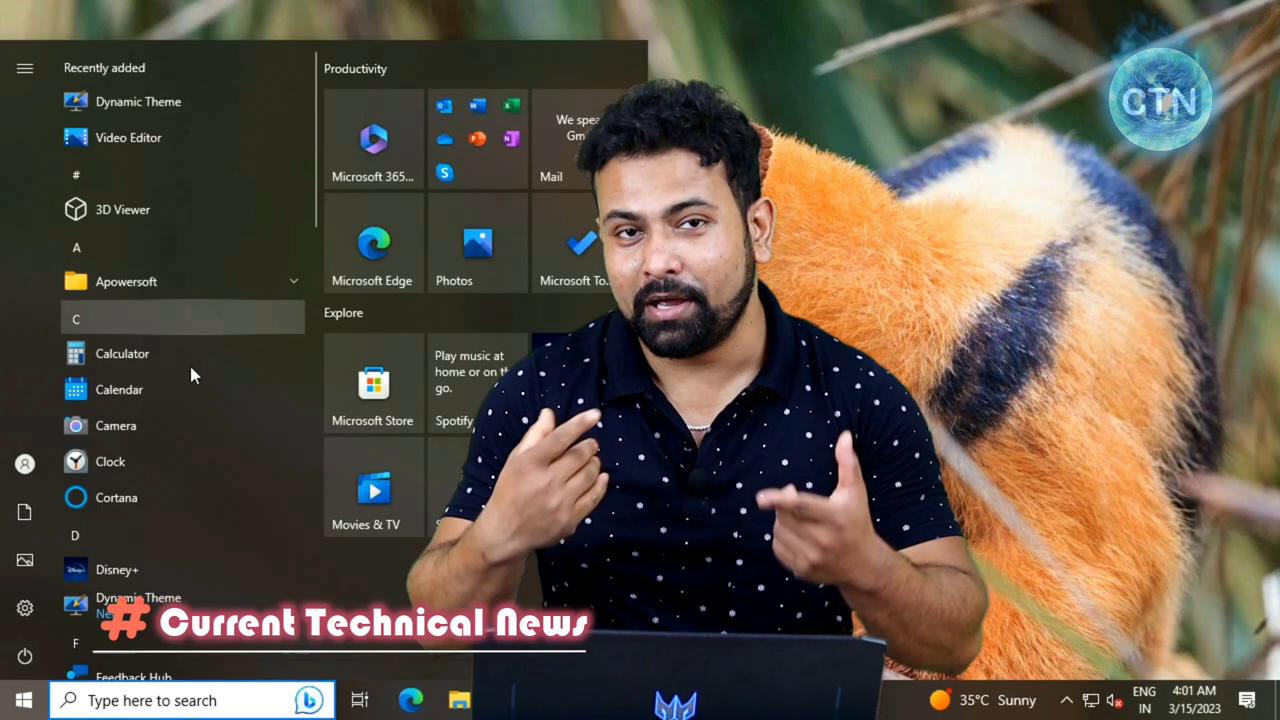 Recently added
Dynamic Theme
Video Editor
#
3D Viewer
A
Apowersoft
C
Calculator
Calendar
Camera
Clock
Cortana
D
Disney+
Dynamic Theme
F
Feedback Hub
Productivity
Microsoft 365...
We spea
Gm
Mail
Microsoft Edge
Photos
Microsoft To...
Explore
Microsoft Store
Play music at
home or on th
go.
Spotify
Movies & TV
CTN
# Current Technical News
Type here to search
35°C Sunny
ENG
IN
4:01 AM
3/15/2023